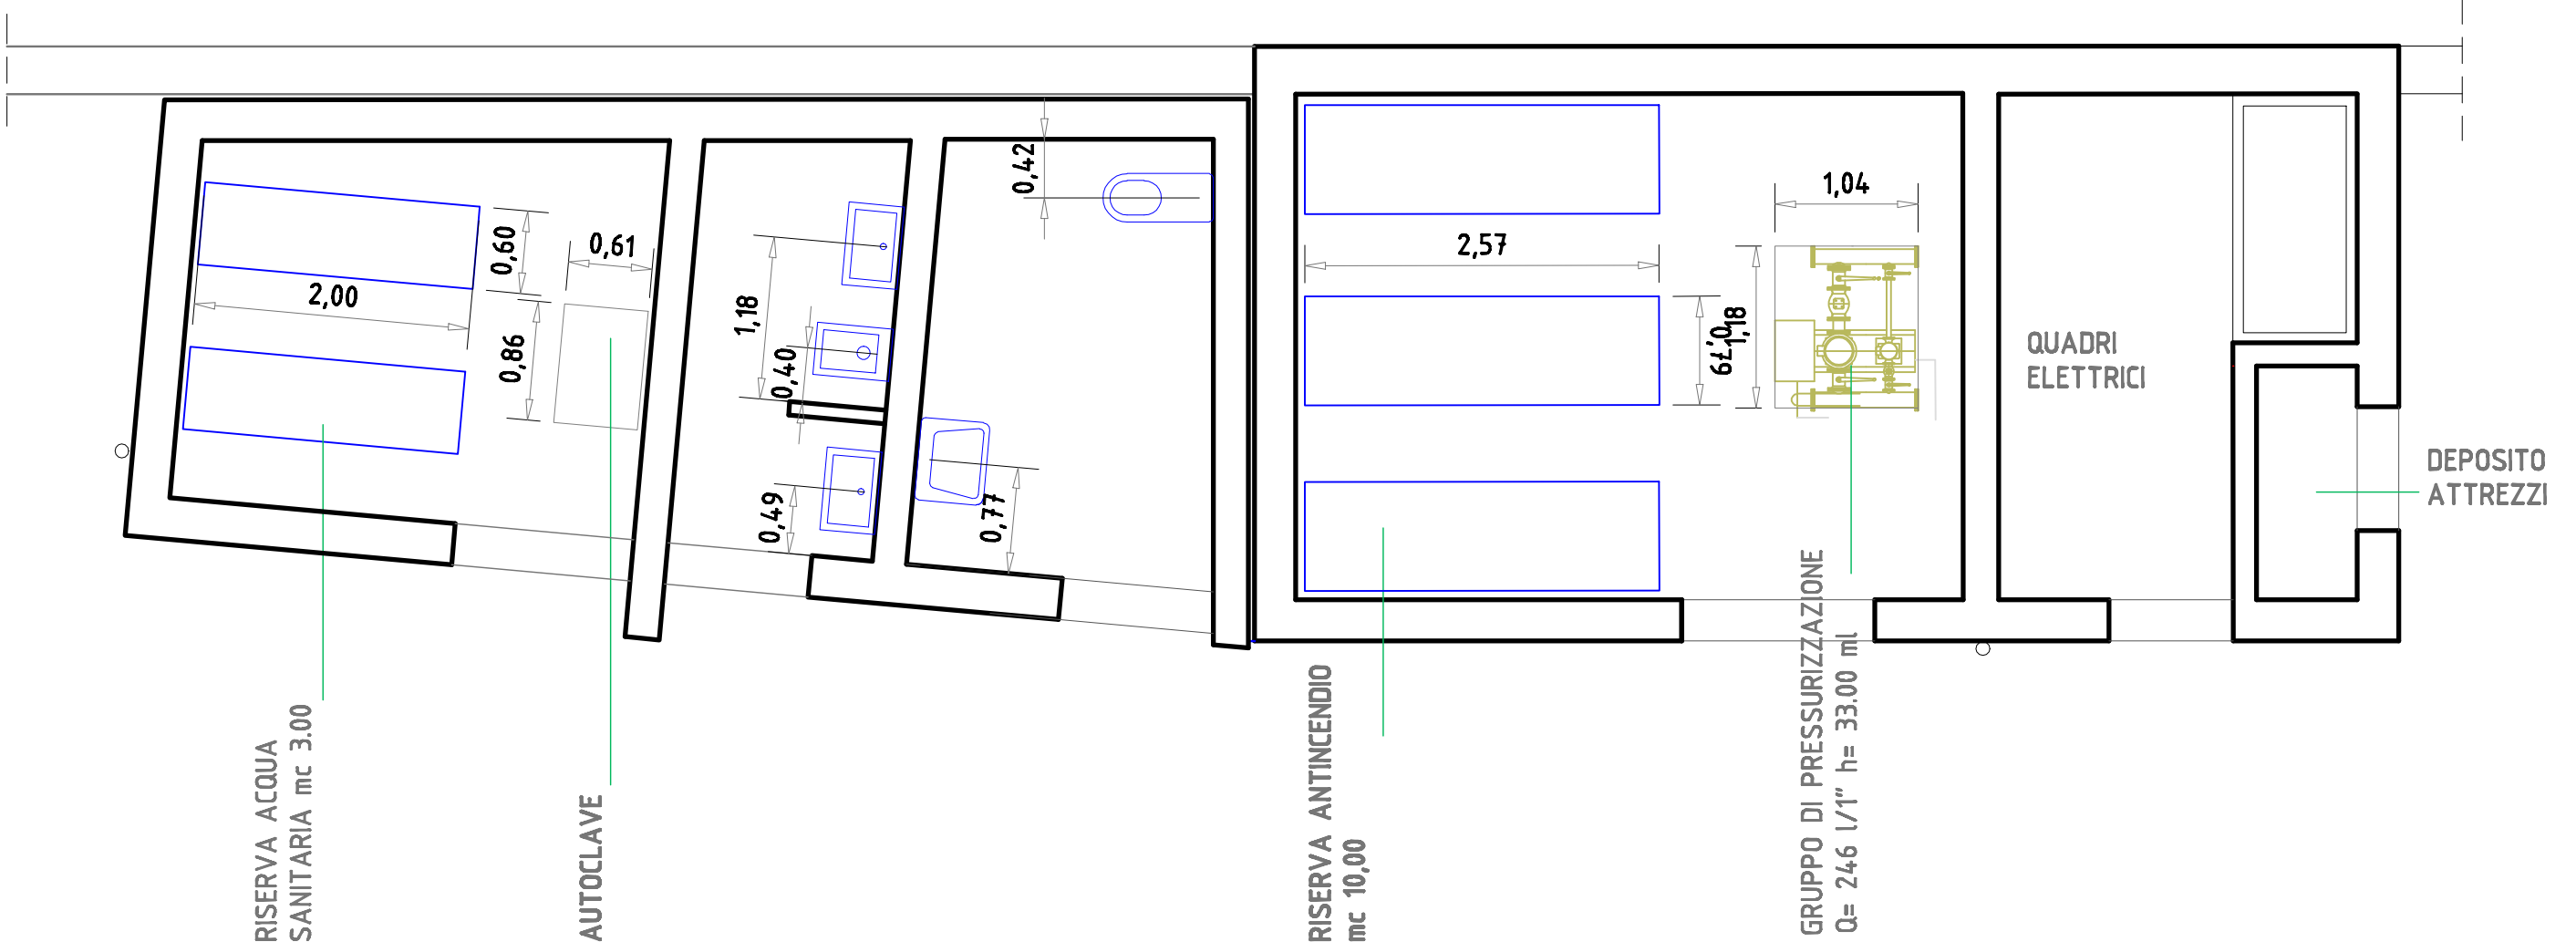 0,42
1,04
0,60
0,61
2,57
2,00
1,18
0,79
1,18
0,86
0,40
QUADRI
ELETTRICI
0,49
0,77
DEPOSITO
ATTREZZI
RISERVA ACQUA
SANITARIA mc 3.00
AUTOCLAVE
RISERVA ANTINCENDIO
mc 10,00
GRUPPO DI PRESSURIZZAZIONE
Q= 246 l/1" h= 33.00 ml